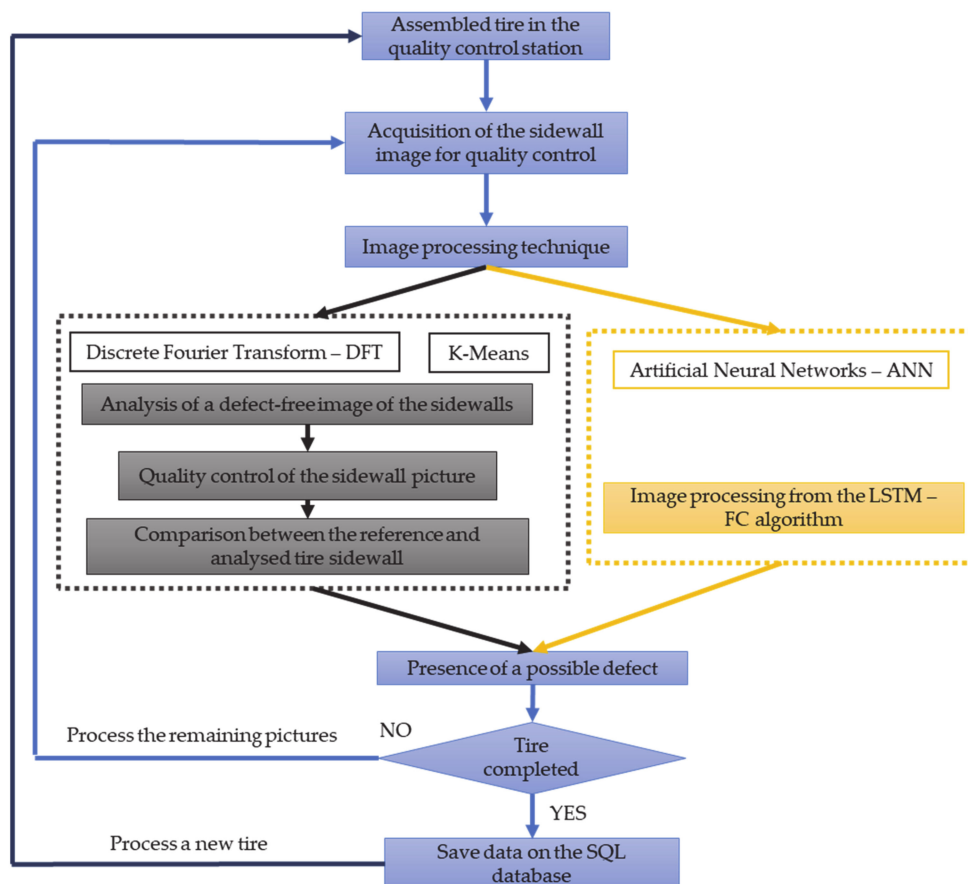 Assembled tire in the
quality control station
Acquisition of the sidewall
image for quality control
Image processing technique
Discrete Fourier Transform – DFT
K-Means
Analysis of a defect-free image of the sidewalls
Quality control of the sidewall picture
Comparison between the reference and
analysed tire sidewall
Artificial Neural Networks – ANN
Image processing from the LSTM –
FC algorithm
Presence of a possible defect
Process the remaining pictures
NO
Tire
completed
YES
Process a new tire
Save data on the SQL
database